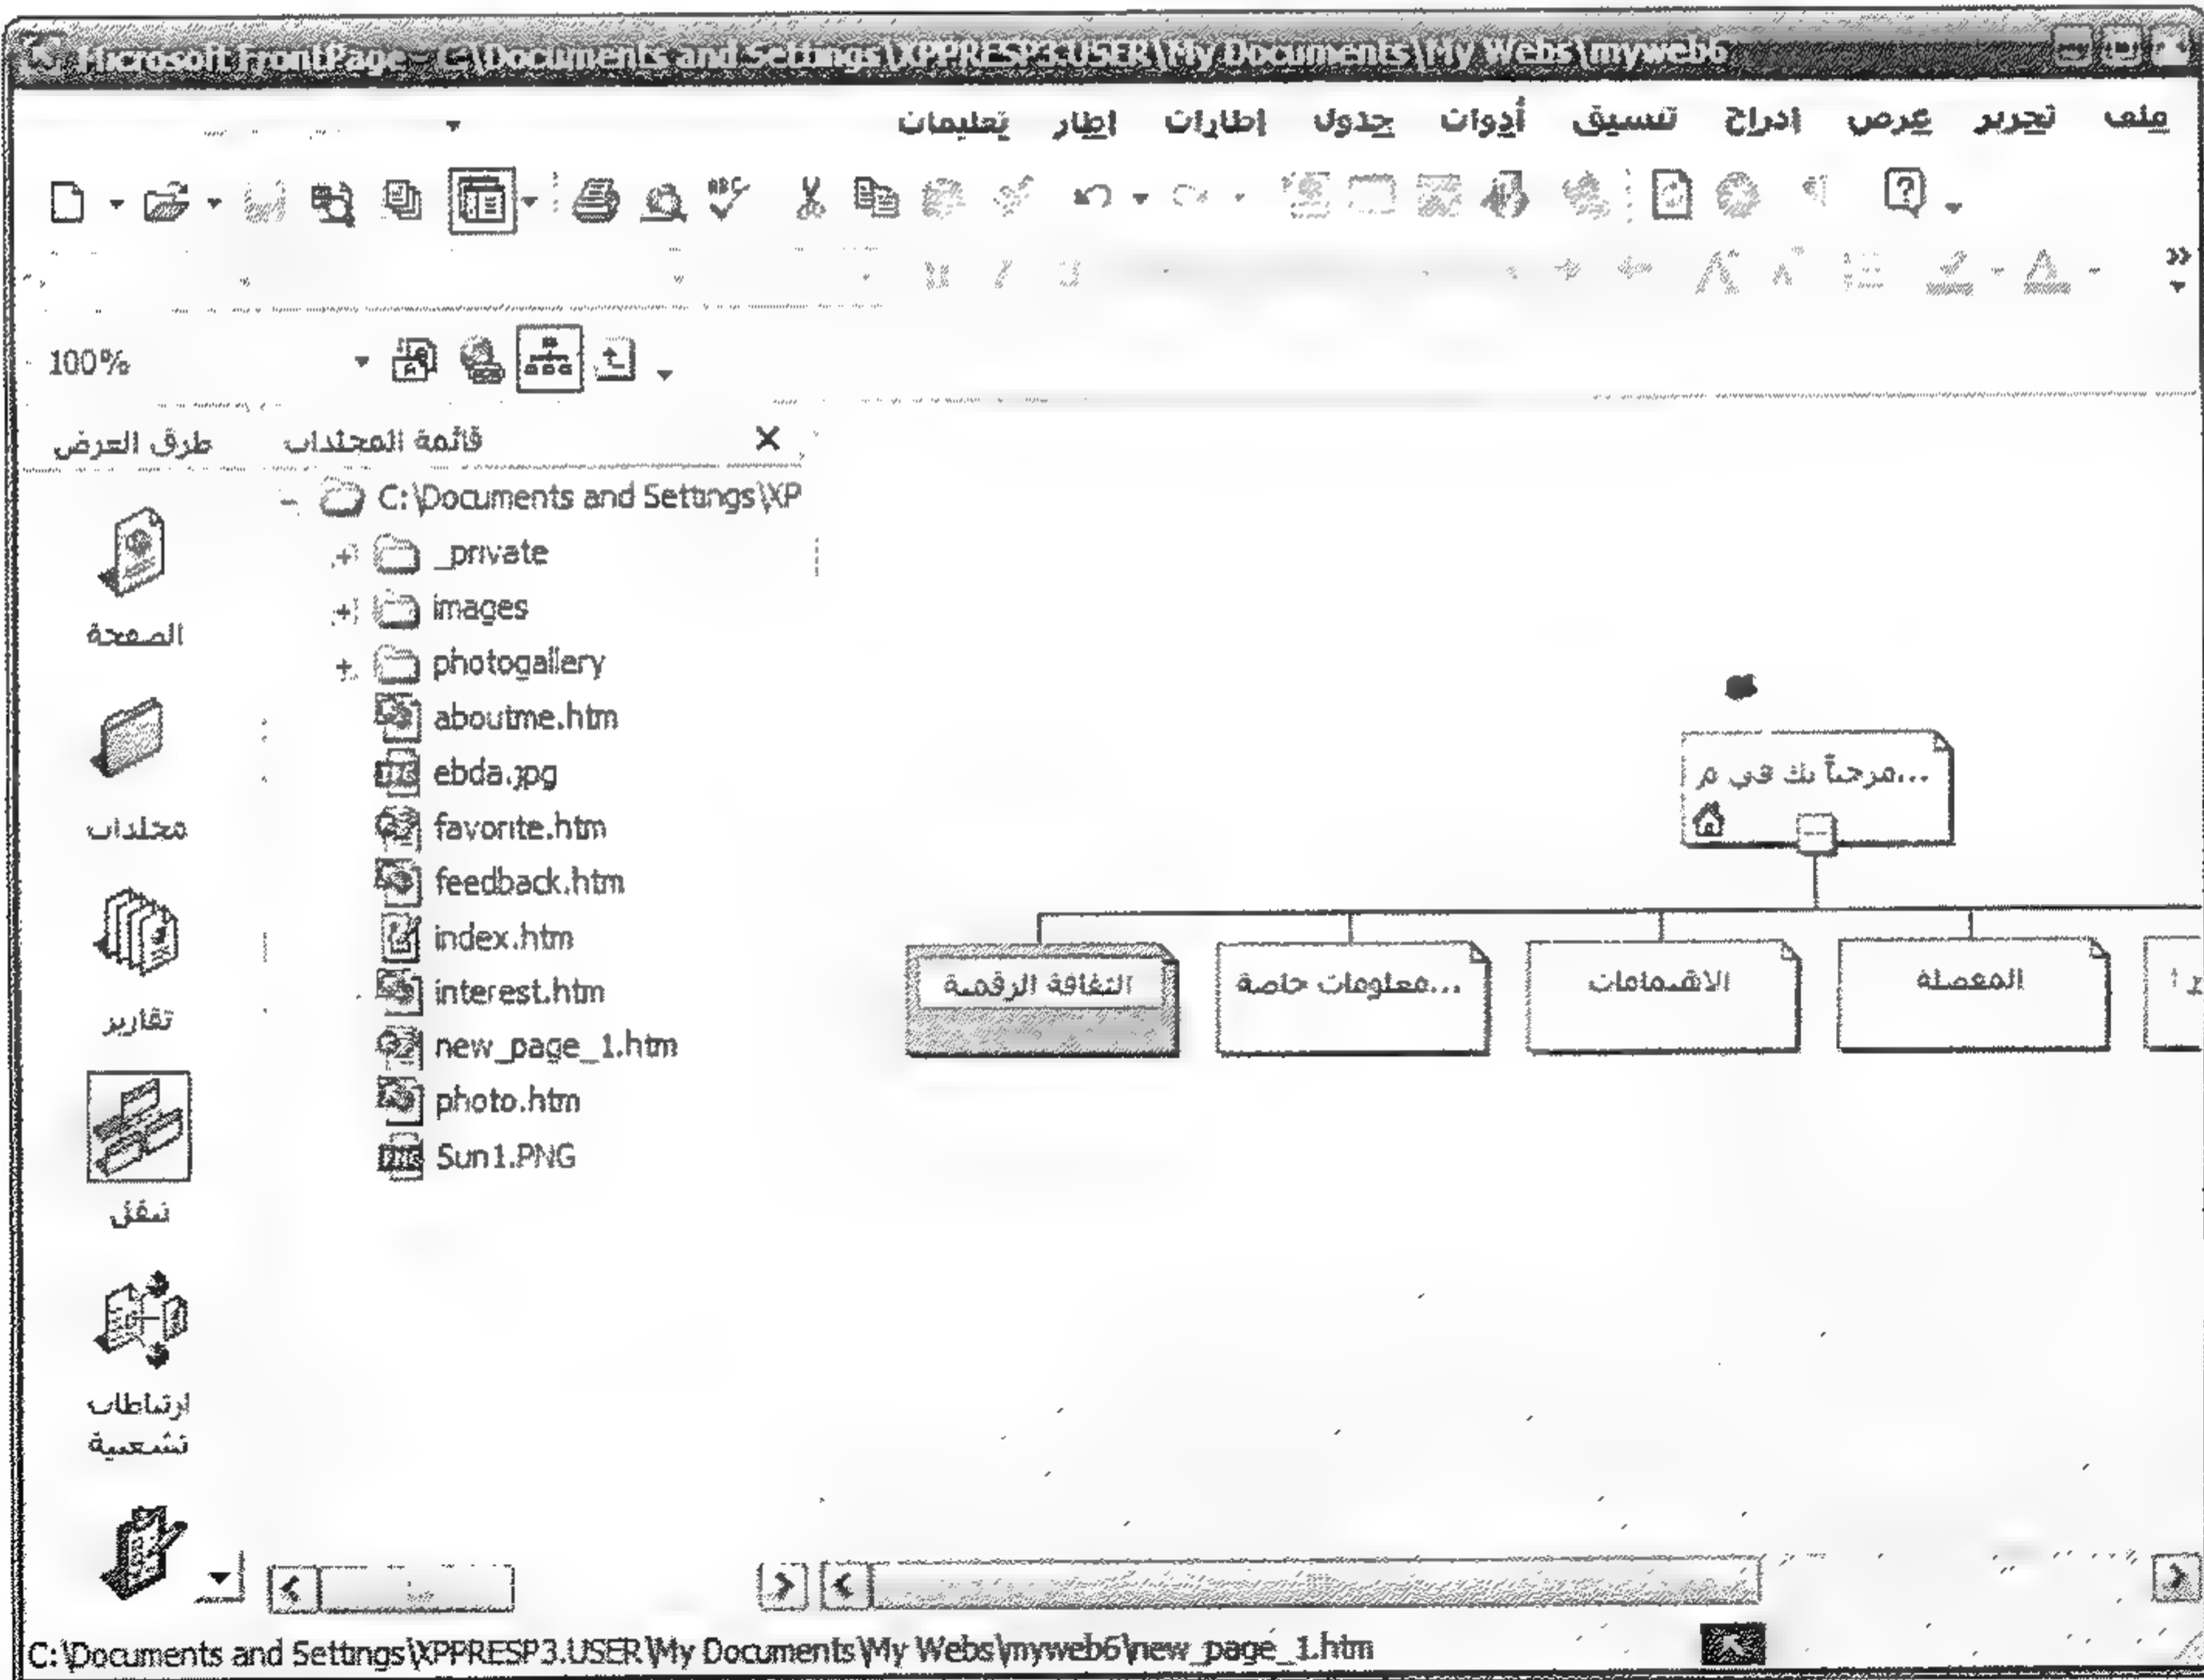 Microsoft FrontPage - C:\Documents and Settings\XPPRESP3.USER\My Documents\My Webs\myweb6
ملف تحرير عرض إدراج تنسيق أدوات جدول إطارات إطار تعليمات
ABC
100%
طرق العرض
قائمة المجلدات
C:\Documents and Settings\XP
_private
images
photogallery
aboutme.htm
ebda.jpg
favorite.htm
feedback.htm
index.htm
interest.htm
new_page_1.htm
photo.htm
Sun1.PNG
الصفحة
مجلدات
تقارير
تنقل
ارتباطات
تشعبية
مرحباً بك في م...
الثقافة الرقمية
معلومات خاصة...
الاهتمامات
المفضلة
C:\Documents and Settings\XPPRESP3.USER\My Documents\My Webs\myweb6\new_page_1.htm